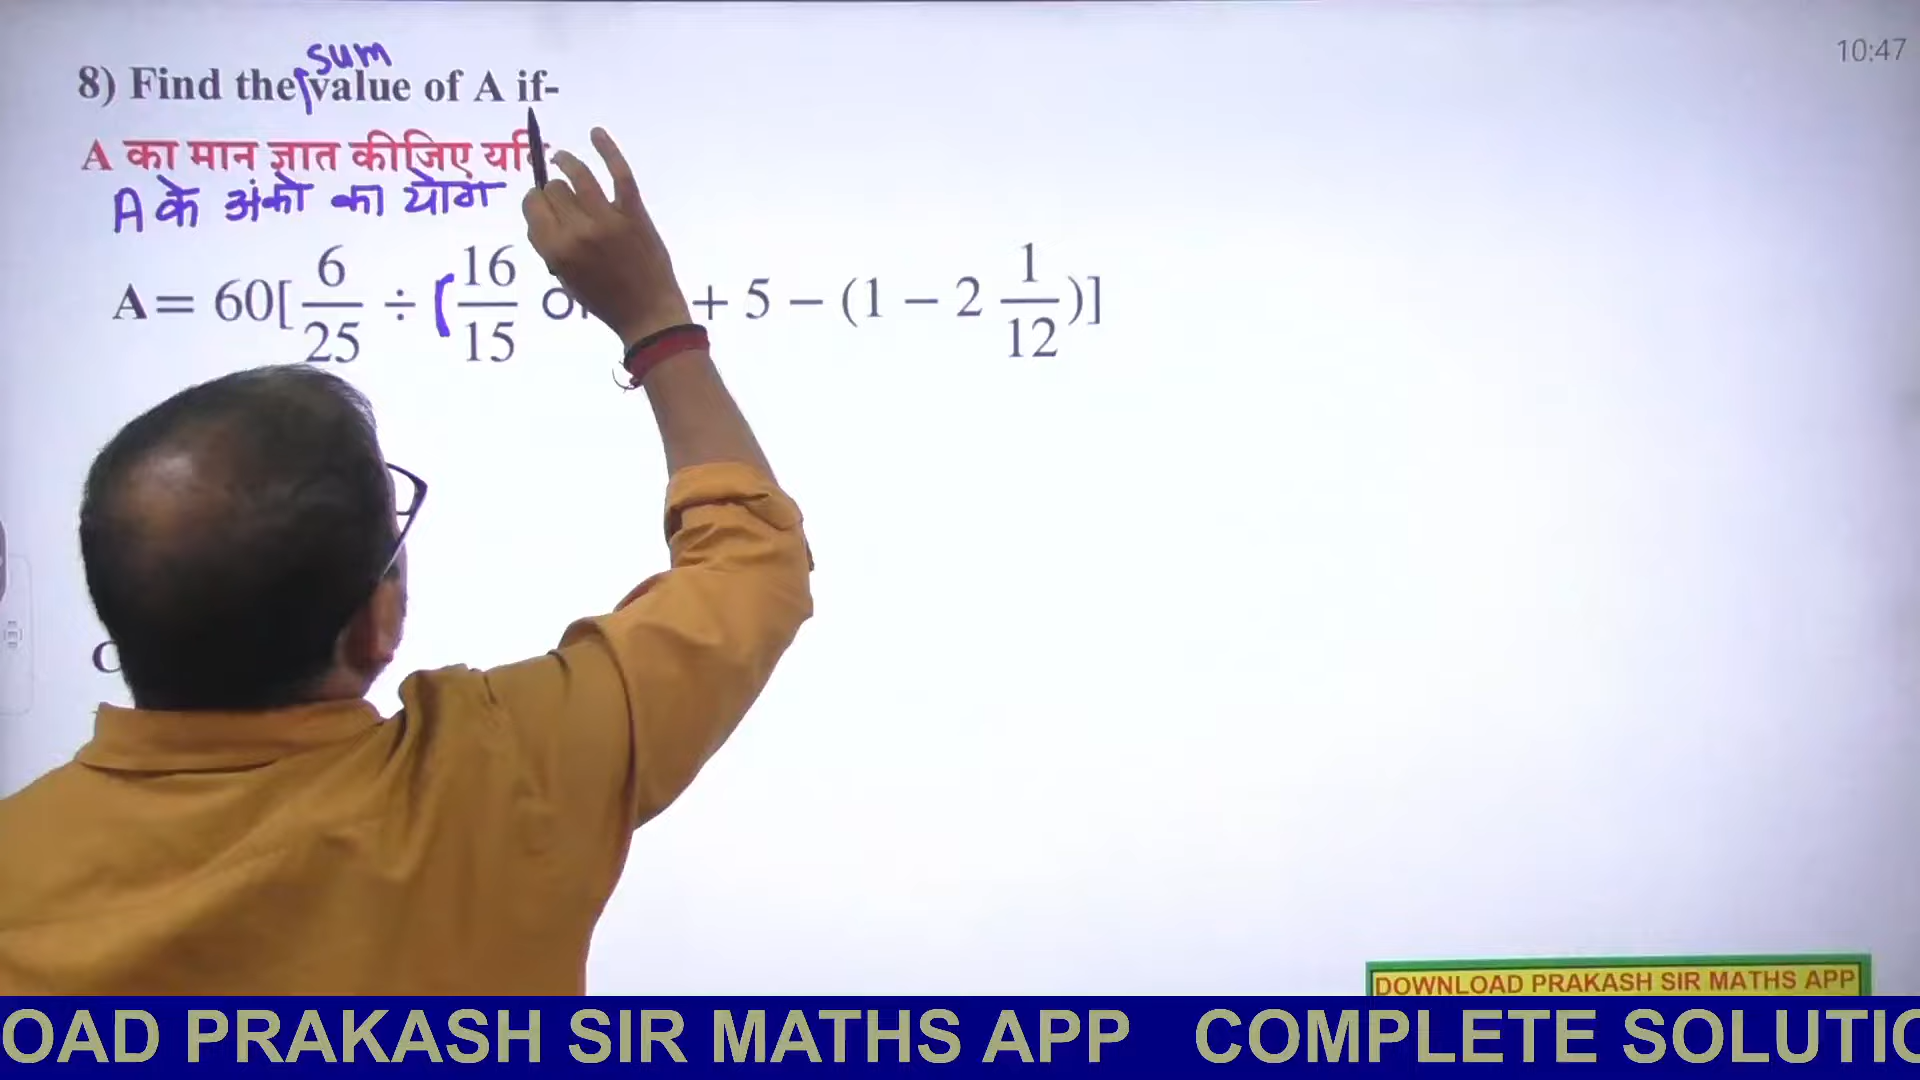 10:47
sum
8) Find the value of A if-
A का मान ज्ञात कीजिए यदि-
A के अंको का योग
A = 60[6/25 ÷ (16/15 + 5 − (1 − 2 1/12)]
DOWNLOAD PRAKASH SIR MATHS APP
OAD PRAKASH SIR MATHS APP COMPLETE SOLUTIO